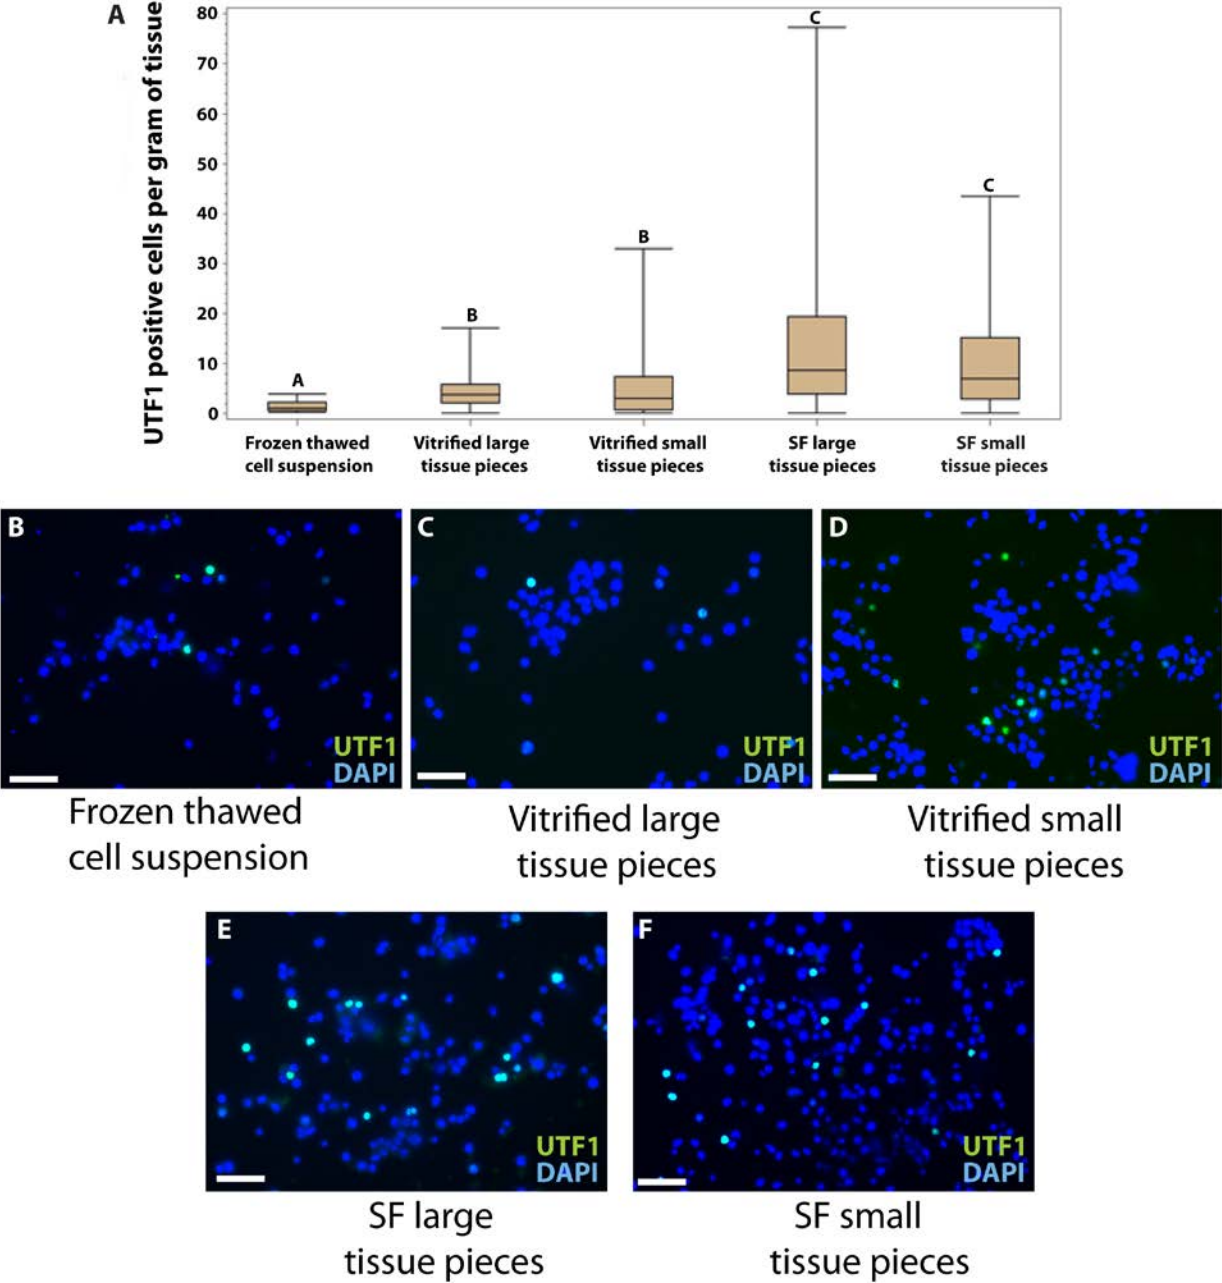 A
UTF1 positive cells per gram of tissue
80
70
60
50
40
30
20
10
0
A
B
B
C
C
Frozen thawed
cell suspension
Vitrified large
tissue pieces
Vitrified small
tissue pieces
SF large
tissue pieces
SF small
tissue pieces
B
UTF1
DAPI
Frozen thawed
cell suspension
C
UTF1
DAPI
Vitrified large
tissue pieces
D
UTF1
DAPI
Vitrified small
tissue pieces
E
UTF1
DAPI
SF large
tissue pieces
F
UTF1
DAPI
SF small
tissue pieces